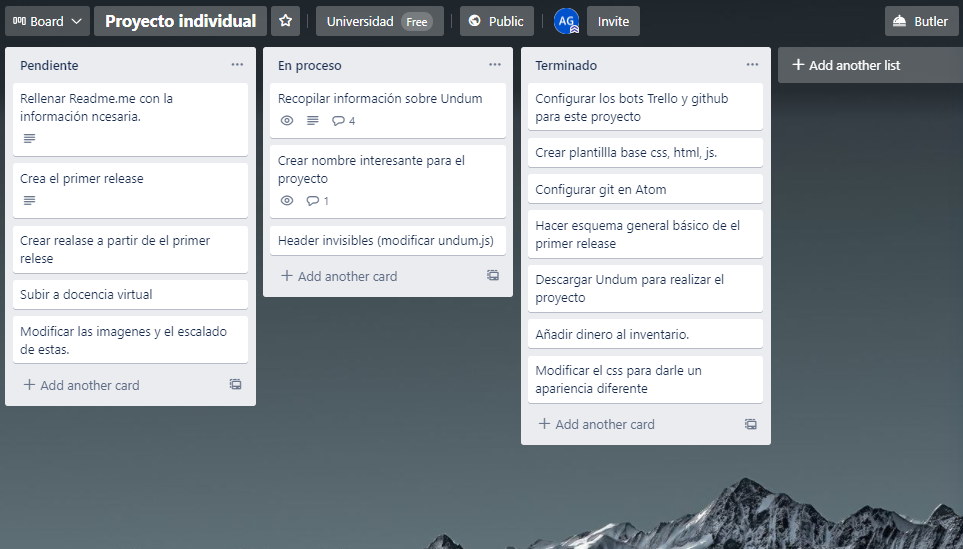 Board
Proyecto individual
Universidad Free
Public
AG
Invite
Butler
Pendiente
Rellenar Readme.me con la
información ncesaria.
Crea el primer release
Crear realase a partir de el primer
relese
Subir a docencia virtual
Modificar las imagenes y el escalado
de estas.
+ Add another card
En proceso
Recopilar información sobre Undum
4
Crear nombre interesante para el
proyecto
1
Header invisibles (modificar undum.js)
+ Add another card
Terminado
Configurar los bots Trello y github
para este proyecto
Crear plantillla base css, html, js.
Configurar git en Atom
Hacer esquema general básico de el
primer release
Descargar Undum para realizar el
proyecto
Añadir dinero al inventario.
Modificar el css para darle un
apariencia diferente
+ Add another card
+ Add another list